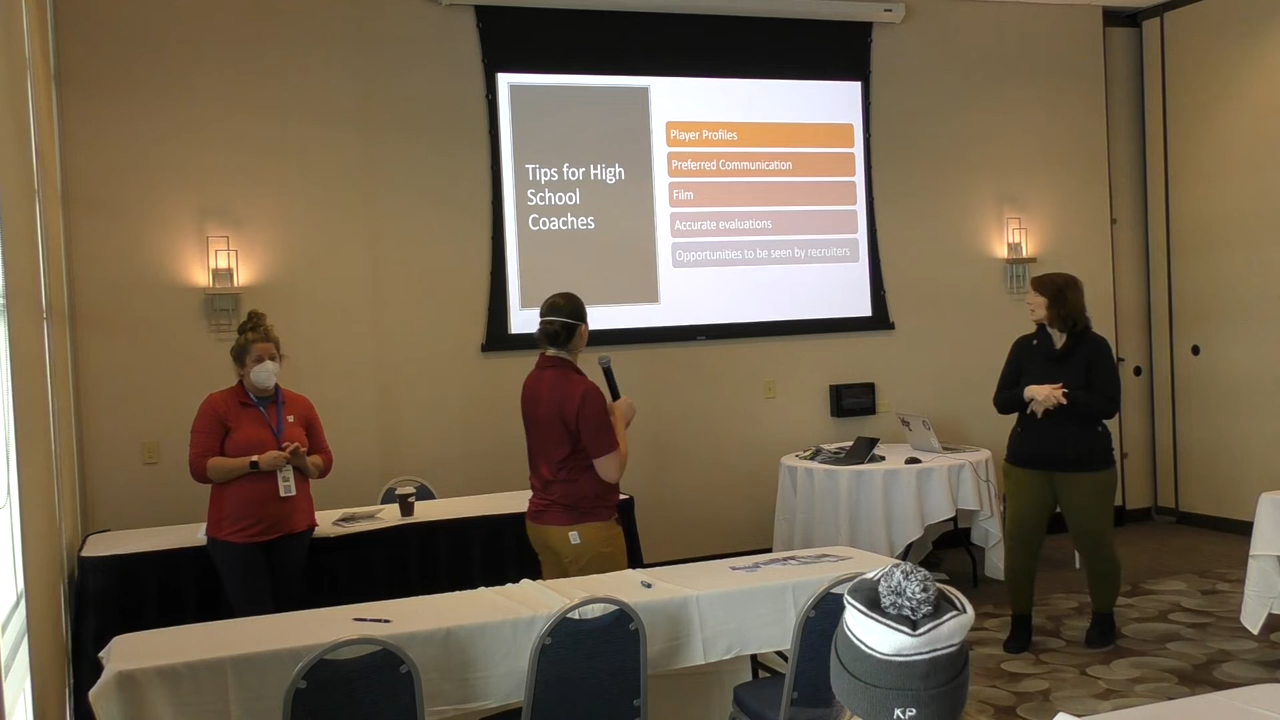 Tips for High
School
Coaches
Player Profiles
Preferred Communication
Film
Accurate evaluations
Opportunities to be seen by recruiters
KP